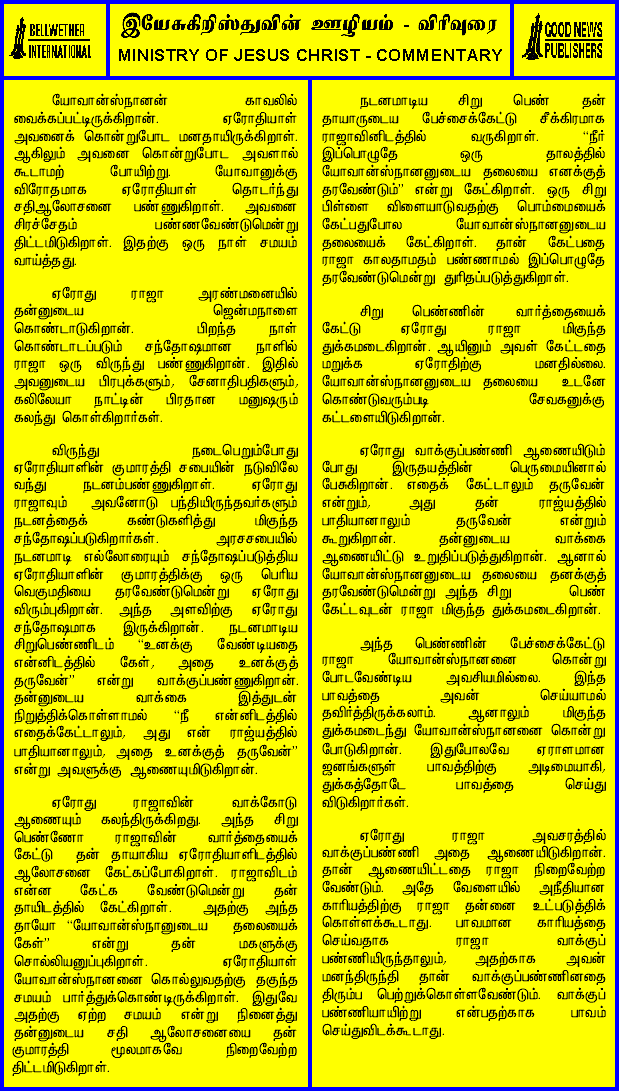 BELLWETHER
INTERNATIONAL
இயேசுகிறிஸ்துவின் ஊழியம் - விரிவுரை
MINISTRY OF JESUS CHRIST - COMMENTARY
GOOD NEWS
PUBLISHERS
யோவான்ஸ்நானன் காவலில்
வைக்கப்பட்டிருக்கிறான். ஏரோதியாள்
அவனைக் கொன்றுபோட மனதாயிருக்கிறாள்.
ஆகிலும் அவனை கொன்றுபோட அவளால்
கூடாமற் போயிற்று. யோவானுக்கு
விரோதமாக ஏரோதியாள் தொடர்ந்து
சதிஆலோசனை பண்ணுகிறாள். அவனை
சிரச்சேதம் பண்ணவேண்டுமென்று
திட்டமிடுகிறாள். இதற்கு ஒரு நாள் சமயம்
வாய்த்தது.
ஏரோது ராஜா அரண்மனையில்
தன்னுடைய ஜென்மநாளை
கொண்டாடுகிறான். பிறந்த நாள்
கொண்டாடப்படும் சந்தோஷமான நாளில்
ராஜா ஒரு விருந்து பண்ணுகிறான். இதில்
அவனுடைய பிரபுக்களும், சேனாதிபதிகளும்,
கலிலேயா நாட்டின் பிரதான மனுஷரும்
கலந்து கொள்கிறார்கள்.
விருந்து நடைபெறும்போது
ஏரோதியாளின் குமாரத்தி சபையின் நடுவிலே
வந்து நடனம்பண்ணுகிறாள். ஏரோது
ராஜாவும் அவனோடு பந்தியிருந்தவர்களும்
நடனத்தைக் கண்டுகளித்து மிகுந்த
சந்தோஷப்படுகிறார்கள். அரசசபையில்
நடனமாடி எல்லோரையும் சந்தோஷப்படுத்திய
ஏரோதியாளின் குமாரத்திக்கு ஒரு பெரிய
வெகுமதியை தரவேண்டுமென்று ஏரோது
விரும்புகிறான். அந்த அளவிற்கு ஏரோது
சந்தோஷமாக இருக்கிறான். நடனமாடிய
சிறுபெண்ணிடம் “உனக்கு வேண்டியதை
என்னிடத்தில் கேள், அதை உனக்குத்
தருவேன்” என்று வாக்குப்பண்ணுகிறான்.
தன்னுடைய வாக்கை இத்துடன்
நிறுத்திக்கொள்ளாமல் “நீ என்னிடத்தில்
எதைக்கேட்டாலும், அது என் ராஜ்யத்தில்
பாதியானாலும், அதை உனக்குத் தருவேன்”
என்று அவளுக்கு ஆணையுமிடுகிறான்.
ஏரோது ராஜாவின் வாக்கோடு
ஆணையும் கலந்திருக்கிறது. அந்த சிறு
பெண்ணோ ராஜாவின் வார்த்தையைக்
கேட்டு தன் தாயாகிய ஏரோதியாளிடத்தில்
ஆலோசனை கேட்கப்போகிறாள். ராஜாவிடம்
என்ன கேட்க வேண்டுமென்று தன்
தாயிடத்தில் கேட்கிறாள். அதற்கு அந்த
தாயோ “யோவான்ஸ்நானுடைய தலையைக்
கேள்” என்று தன் மகளுக்கு
சொல்லியனுப்புகிறாள். ஏரோதியாள்
யோவான்ஸ்நானனை கொல்லுவதற்கு தகுந்த
சமயம் பார்த்துக்கொண்டிருக்கிறாள். இதுவே
அதற்கு ஏற்ற சமயம் என்று நினைத்து
தன்னுடைய சதி ஆலோசனையை தன்
குமாரத்தி மூலமாகவே நிறைவேற்ற
திட்டமிடுகிறாள்.
நடனமாடிய சிறு பெண் தன்
தாயாருடைய பேச்சைக்கேட்டு சீக்கிரமாக
ராஜாவினிடத்தில் வருகிறாள். “நீர்
இப்பொழுதே ஒரு தாலத்தில்
யோவான்ஸ்நானனுடைய தலையை எனக்குத்
தரவேண்டும்” என்று கேட்கிறாள். ஒரு சிறு
பிள்ளை விளையாடுவதற்கு பொம்மையைக்
கேட்பதுபோல யோவான்ஸ்நானனுடைய
தலையைக் கேட்கிறாள். தான் கேட்பதை
ராஜா காலதாமதம் பண்ணாமல் இப்பொழுதே
தரவேண்டுமென்று துரிதப்படுத்துகிறாள்.
சிறு பெண்ணின் வார்த்தையைக்
கேட்டு ஏரோது ராஜா மிகுந்த
துக்கமடைகிறான். ஆயினும் அவள் கேட்டதை
மறுக்க ஏரோதிற்கு மனதில்லை.
யோவான்ஸ்நானனுடைய தலையை உடனே
கொண்டுவரும்படி சேவகனுக்கு
கட்டளையிடுகிறான்.
ஏரோது வாக்குப்பண்ணி ஆணையிடும்
போது இருதயத்தின் பெருமையினால்
பேசுகிறான். எதைக் கேட்டாலும் தருவேன்
என்றும், அது தன் ராஜ்யத்தில்
பாதியானாலும் தருவேன் என்றும்
கூறுகிறான். தன்னுடைய வாக்கை
ஆணையிட்டு உறுதிப்படுத்துகிறான். ஆனால்
யோவான்ஸ்நானனுடைய தலையை தனக்குத்
தரவேண்டுமென்று அந்த சிறு பெண்
கேட்டவுடன் ராஜா மிகுந்த துக்கமடைகிறான்.
அந்த பெண்ணின் பேச்சைக்கேட்டு
ராஜா யோவான்ஸ்நானனை கொன்று
போடவேண்டிய அவசியமில்லை. இந்த
பாவத்தை அவன் செய்யாமல்
தவிர்த்திருக்கலாம். ஆனாலும் மிகுந்த
துக்கமடைந்து யோவான்ஸ்நானனை கொன்று
போடுகிறான். இதுபோலவே ஏராளமான
ஜனங்களுள் பாவத்திற்கு அடிமையாகி,
துக்கத்தோடே பாவத்தை செய்து
விடுகிறார்கள்.
ஏரோது ராஜா அவசரத்தில்
வாக்குப்பண்ணி அதை ஆணையிடுகிறான்.
தான் ஆணையிட்டதை ராஜா நிறைவேற்ற
வேண்டும். அதே வேளையில் அநீதியான
காரியத்திற்கு ராஜா தன்னை உட்படுத்திக்
கொள்ளக்கூடாது. பாவமான காரியத்தை
செய்வதாக ராஜா வாக்குப்
பண்ணியிருந்தாலும், அதற்காக அவன்
மனந்திருந்தி தான் வாக்குப்பண்ணினதை
திரும்ப பெற்றுக்கொள்ளவேண்டும். வாக்குப்
பண்ணியாயிற்று என்பதற்காக பாவம்
செய்துவிடக்கூடாது.